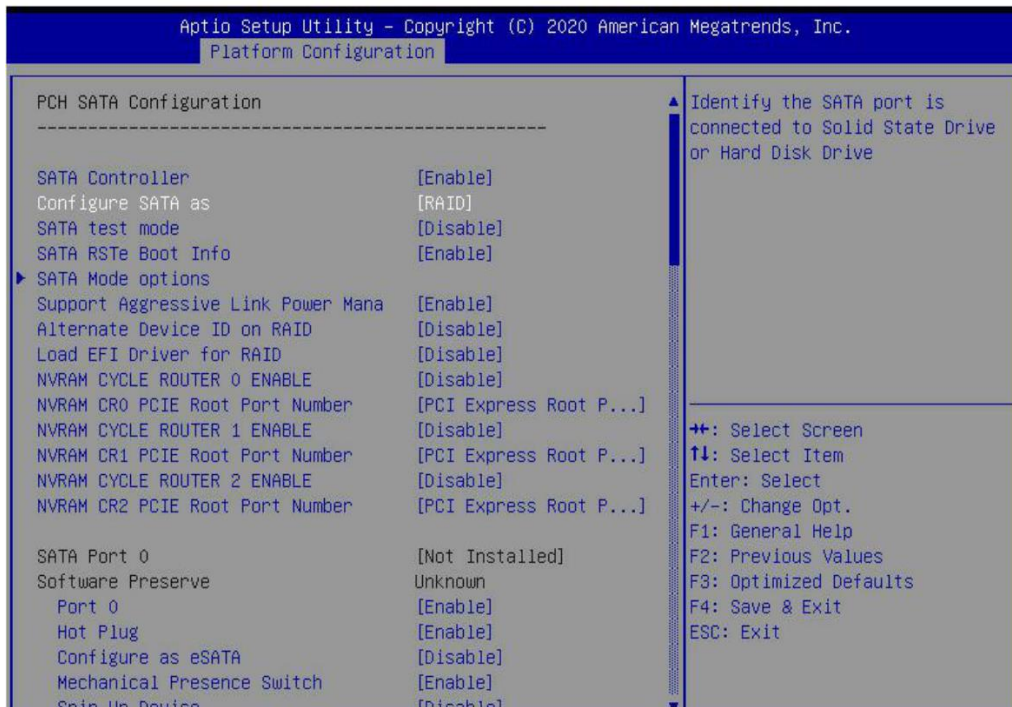 Aptio Setup Utility – Copyright (C) 2020 American Megatrends, Inc.
Platform Configuration
PCH SATA Configuration
SATA Controller [Enable]
Configure SATA as [RAID]
SATA test mode [Disable]
SATA RSTe Boot Info [Enable]
SATA Mode options
Support Aggressive Link Power Mana [Enable]
Alternate Device ID on RAID [Disable]
Load EFI Driver for RAID [Disable]
NVRAM CYCLE ROUTER 0 ENABLE [Disable]
NVRAM CR0 PCIE Root Port Number [PCI Express Root P...]
NVRAM CYCLE ROUTER 1 ENABLE [Disable]
NVRAM CR1 PCIE Root Port Number [PCI Express Root P...]
NVRAM CYCLE ROUTER 2 ENABLE [Disable]
NVRAM CR2 PCIE Root Port Number [PCI Express Root P...]
SATA Port 0 [Not Installed]
Software Preserve Unknown
Port 0 [Enable]
Hot Plug [Enable]
Configure as eSATA [Disable]
Mechanical Presence Switch [Enable]
Spin Up Device [Disable]
Identify the SATA port is
connected to Solid State Drive
or Hard Disk Drive
→←: Select Screen
↑↓: Select Item
Enter: Select
+/-: Change Opt.
F1: General Help
F2: Previous Values
F3: Optimized Defaults
F4: Save & Exit
ESC: Exit